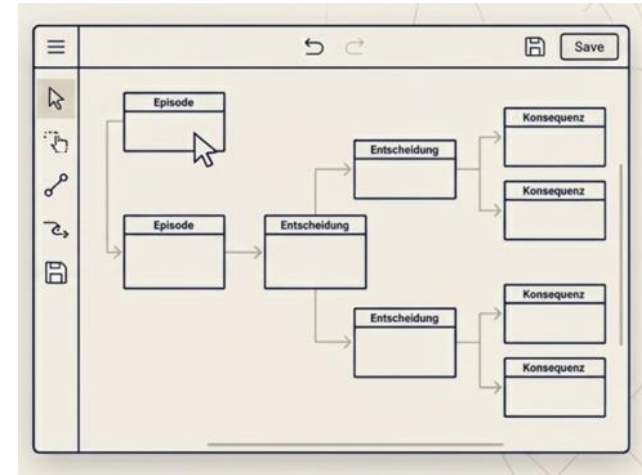 Save
Episode
Konsequenz
Entscheidung
Konsequenz
Episode
Entscheidung
Konsequenz
Entscheidung
Konsequenz